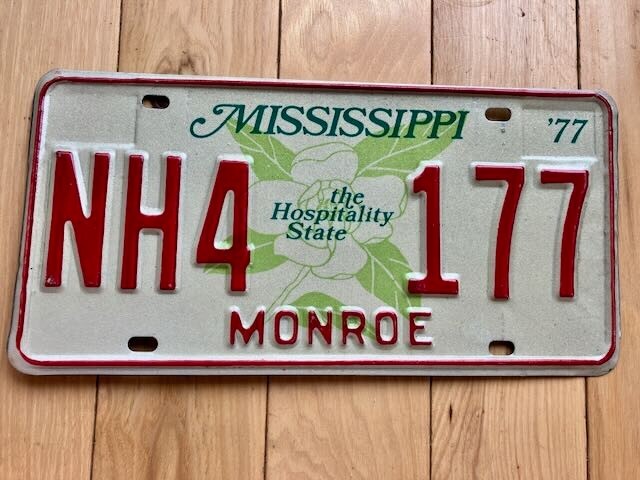 MISSISSIPPI '77
NH4 177
the
Hospitality
State
MONROE